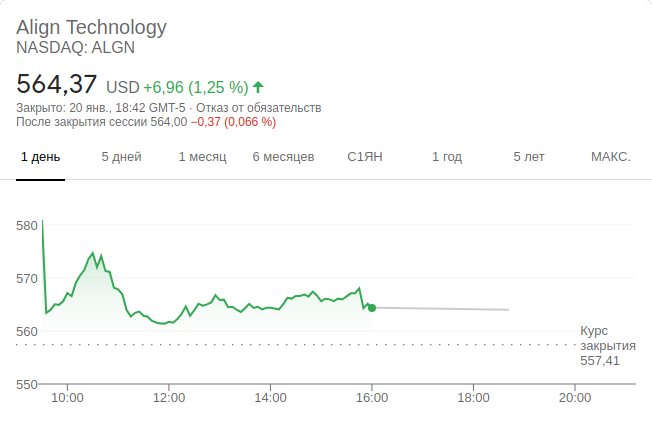 Align Technology
NASDAQ: ALGN
564,37 USD +6,96 (1,25 %)
Закрыто: 20 янв., 18:42 GMT-5 · Отказ от обязательств
После закрытия сессии 564,00 −0,37 (0,066 %)
1 день 5 дней 1 месяц 6 месяцев С1ЯН 1 год 5 лет МАКС.
580
570
560
Курс
закрытия
557,41
550
10:00 12:00 14:00 16:00 18:00 20:00